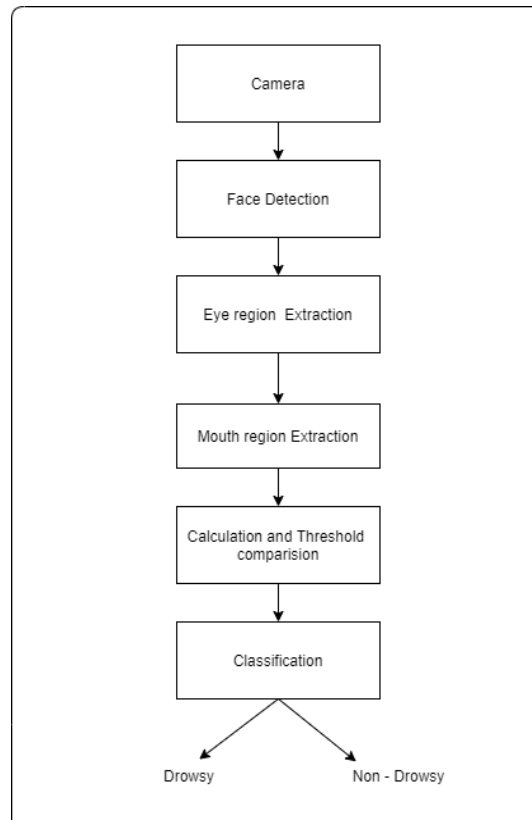 Camera
Face Detection
Eye region  Extraction
Mouth region Extraction
Calculation and Threshold
comparision
Classification
Drowsy
Non - Drowsy